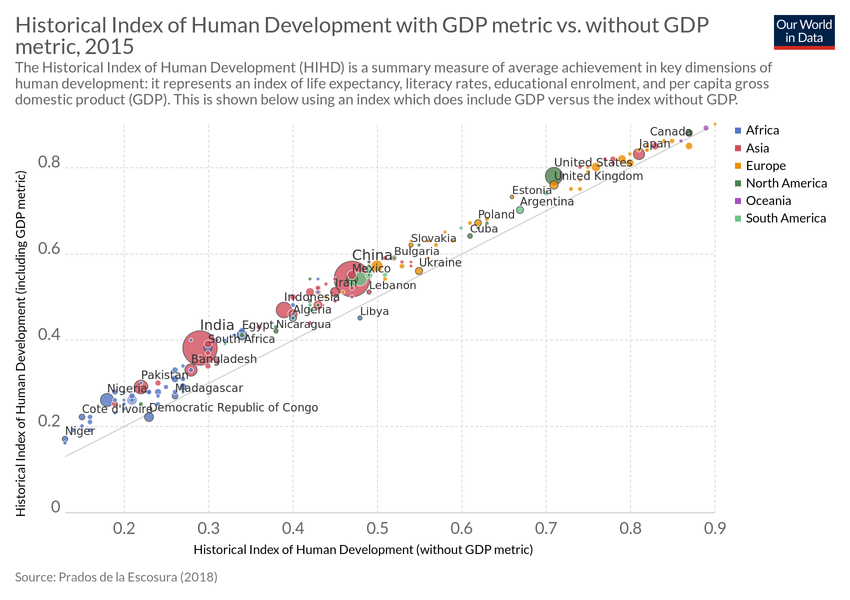 Historical Index of Human Development with GDP metric vs. without GDP
metric, 2015
Our World
in Data
The Historical Index of Human Development (HIHD) is a summary measure of average achievement in key dimensions of
human development: it represents an index of life expectancy, literacy rates, educational enrolment, and per capita gross
domestic product (GDP). This is shown below using an index which does include GDP versus the index without GDP.
Historical Index of Human Development (including GDP metric)
0.8
0.6
0.4
0.2
0
Canada
Japan
United States
United Kingdom
Estonia
Argentina
Poland
Cuba
Slovakia
Bulgaria
China
Ukraine
Mexico
Iran
Lebanon
Indonesia
Algeria
Libya
India
Egypt
Nicaragua
South Africa
Bangladesh
Pakistan
Nigeria
Madagascar
Cote d'Ivoire
Democratic Republic of Congo
Niger
Africa
Asia
Europe
North America
Oceania
South America
0.2
0.3
0.4
0.5
0.6
0.7
0.8
0.9
Historical Index of Human Development (without GDP metric)
Source: Prados de la Escosura (2018)